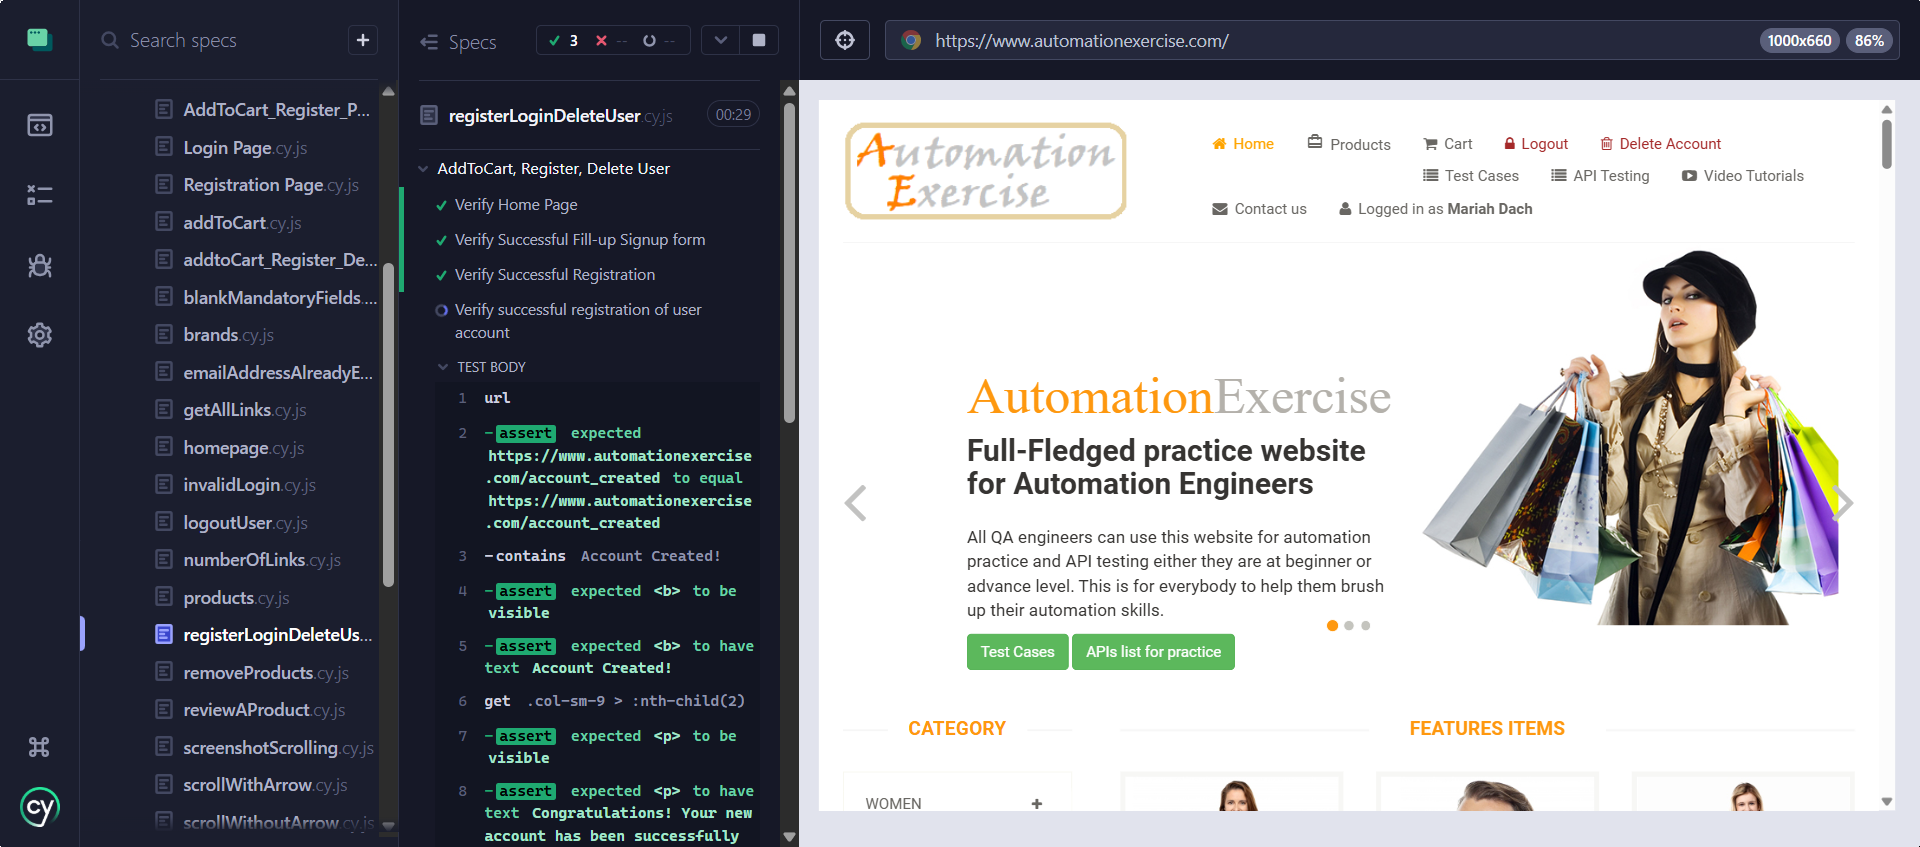 Search specs
+
AddToCart_Register_P...
Login Page.cy.js
Registration Page.cy.js
addToCart.cy.js
addtoCart_Register_De...
blankMandatoryFields....
brands.cy.js
emailAddressAlreadyE...
getAllLinks.cy.js
homepage.cy.js
invalidLogin.cy.js
logoutUser.cy.js
numberOfLinks.cy.js
products.cy.js
registerLoginDeleteUs...
removeProducts.cy.js
reviewAProduct.cy.js
screenshotScrolling.cy.js
scrollWithArrow.cy.js
scrollWithoutArrow.cy.js
cy
Specs
3 -- --
registerLoginDeleteUser.cy.js 00:29
AddToCart, Register, Delete User
Verify Home Page
Verify Successful Fill-up Signup form
Verify Successful Registration
Verify successful registration of user
account
TEST BODY
1 url
2 -assert expected
https://www.automationexercise
.com/account_created to equal
https://www.automationexercise
.com/account_created
3 -contains Account Created!
4 -assert expected <b> to be
visible
5 -assert expected <b> to have
text Account Created!
6 get .col-sm-9 > :nth-child(2)
7 -assert expected <p> to be
visible
8 -assert expected <p> to have
text Congratulations! Your new
account has been successfully
https://www.automationexercise.com/
1000x660 86%
Automation
Exercise
Home Products Cart Logout Delete Account
Test Cases API Testing Video Tutorials
Contact us Logged in as Mariah Dach
AutomationExercise
Full-Fledged practice website
for Automation Engineers
All QA engineers can use this website for automation
practice and API testing either they are at beginner or
advance level. This is for everybody to help them brush
up their automation skills.
Test Cases APIs list for practice
CATEGORY
FEATURES ITEMS
WOMEN +